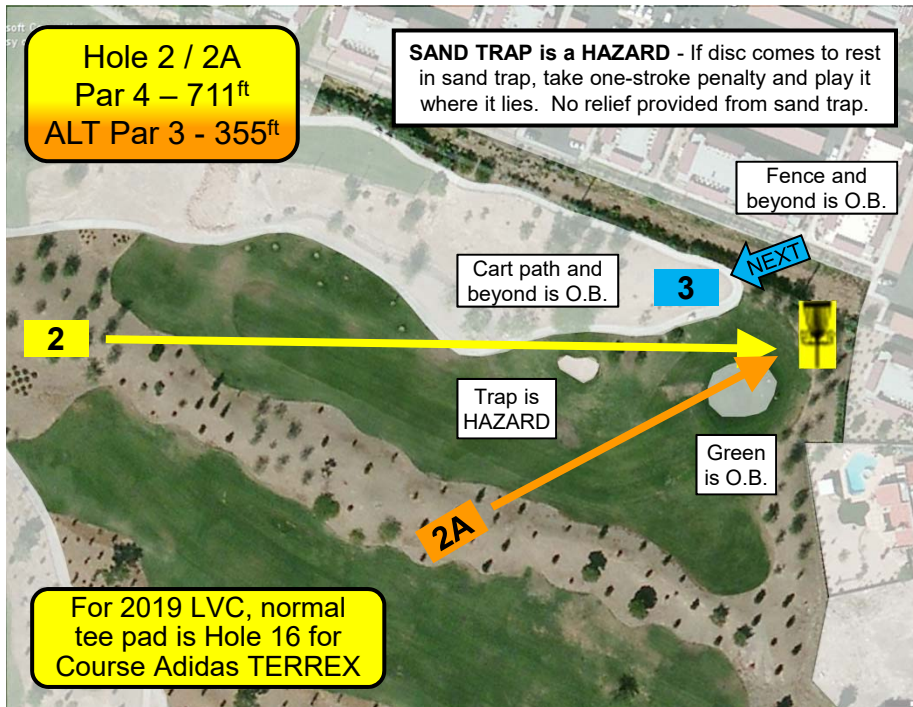 Hole 2 / 2A
Par 4 – 711ft
ALT Par 3 - 355ft
SAND TRAP is a HAZARD - If disc comes to rest
in sand trap, take one-stroke penalty and play it
where it lies. No relief provided from sand trap.
Fence and
beyond is O.B.
NEXT
Cart path and
beyond is O.B.
3
2
Trap is
HAZARD
Green
is O.B.
2A
For 2019 LVC, normal
tee pad is Hole 16 for
Course Adidas TERREX